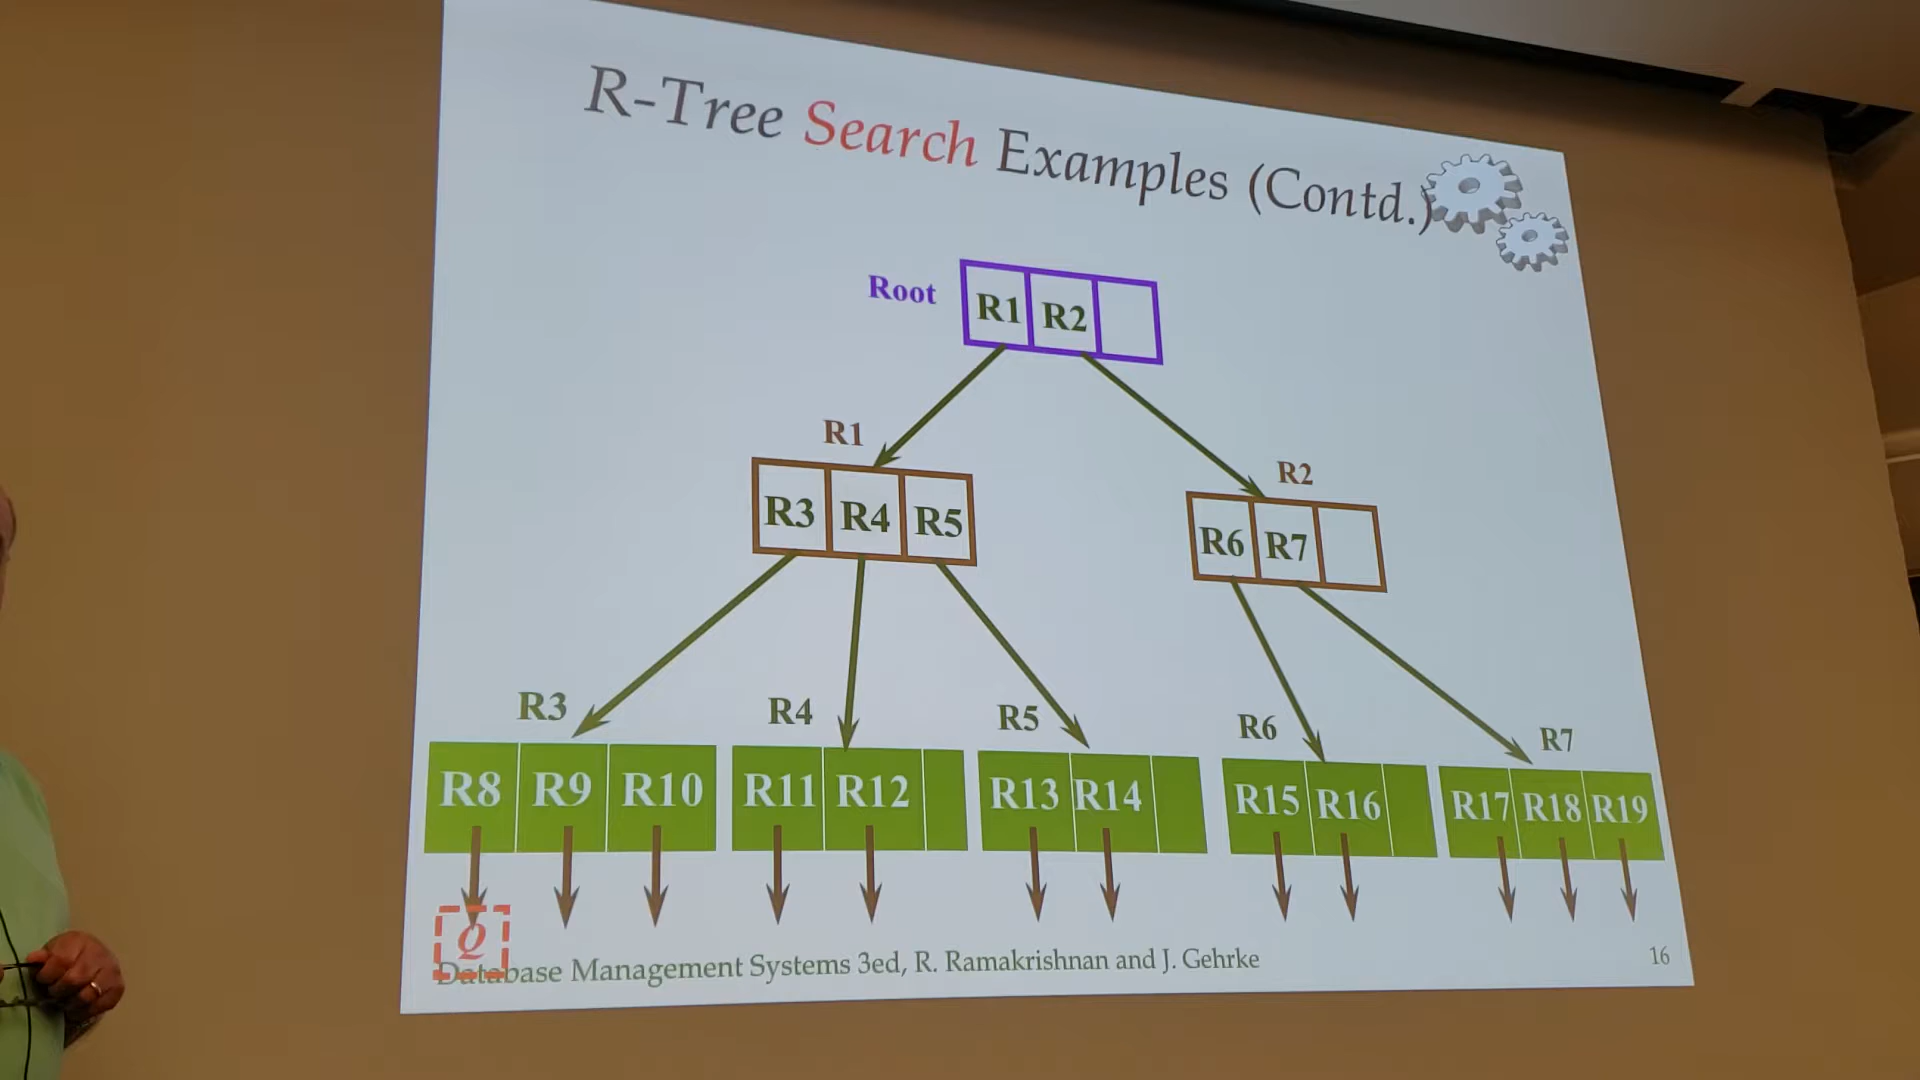 R-Tree Search Examples (Contd.)
Root R1 R2
R1
R2
R3 R4 R5
R6 R7
R3
R4
R5
R6
R7
R8 R9 R10 R11 R12 R13 R14 R15 R16 R17 R18 R19
Q
Database Management Systems 3ed, R. Ramakrishnan and J. Gehrke
16